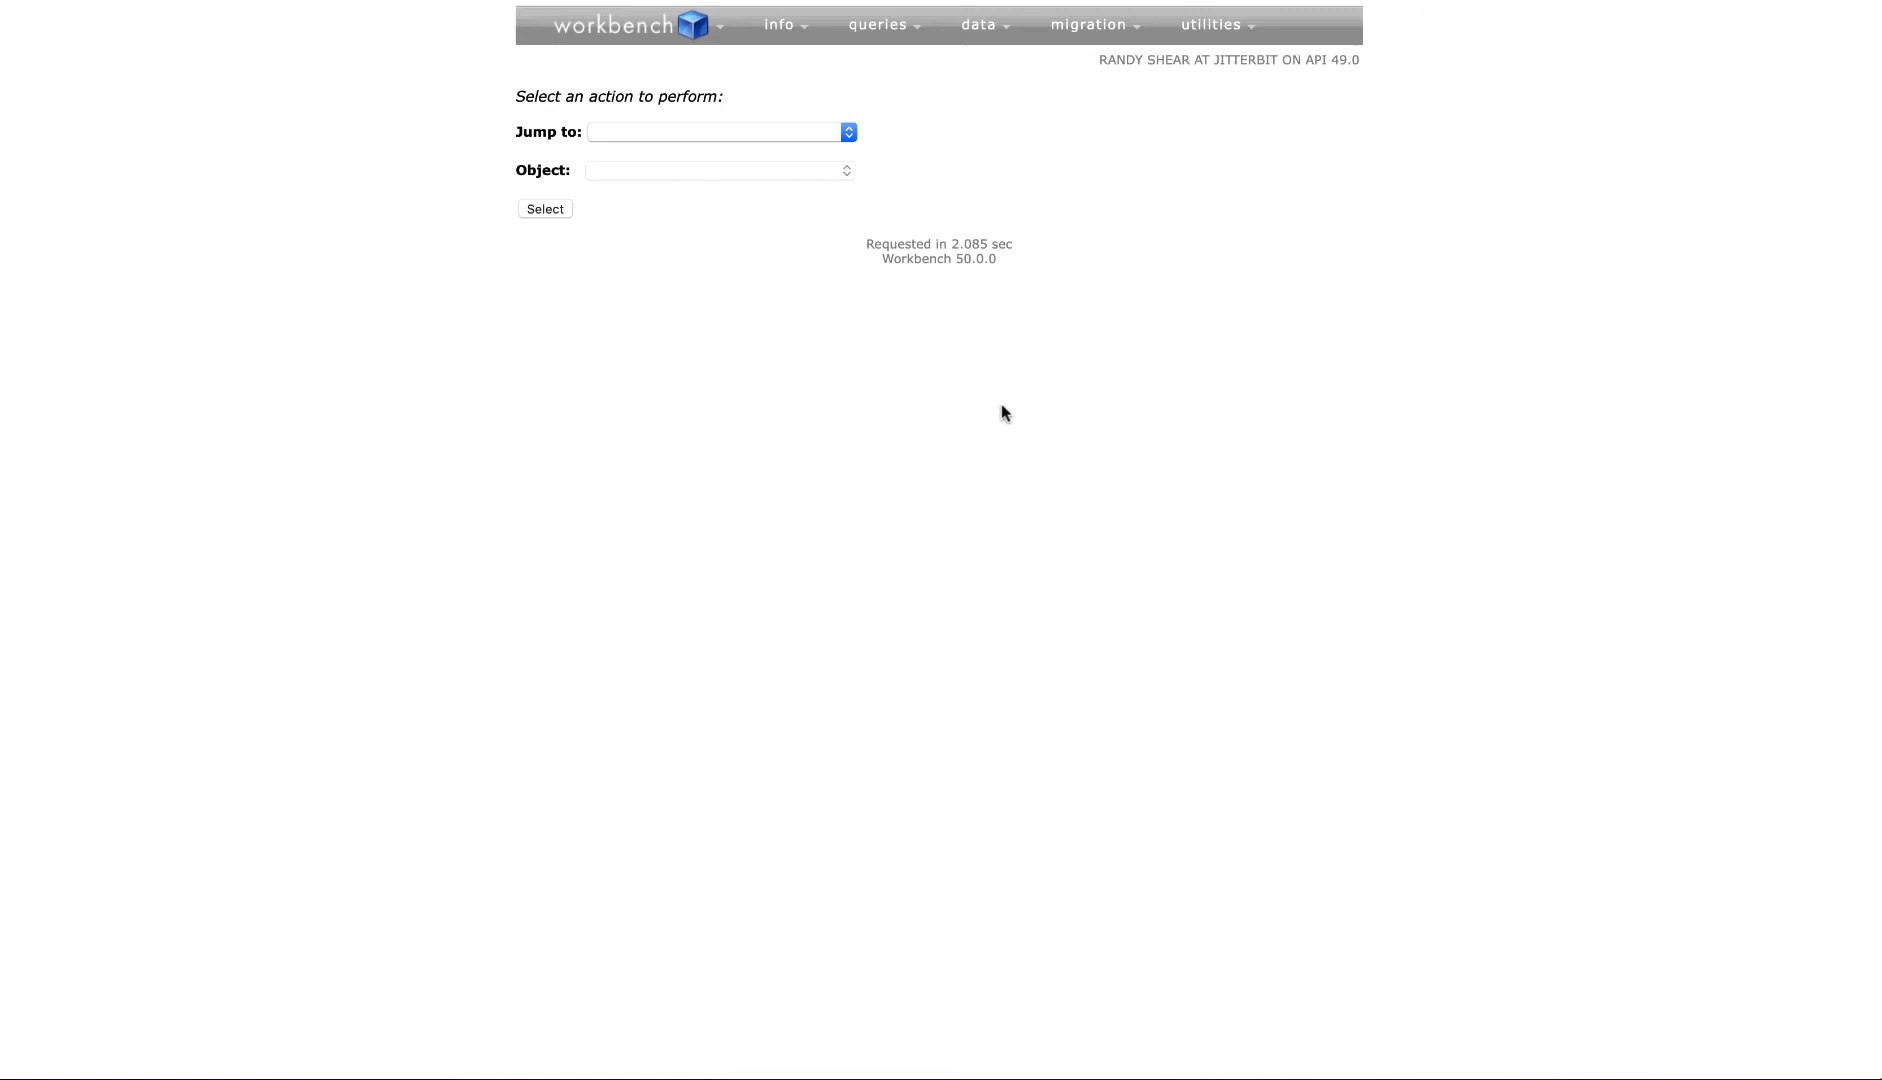 workbench info queries data migration utilities
RANDY SHEAR AT JITTERBIT ON API 49.0
Select an action to perform:
Jump to:
Object:
Select
Requested in 2.085 sec
Workbench 50.0.0